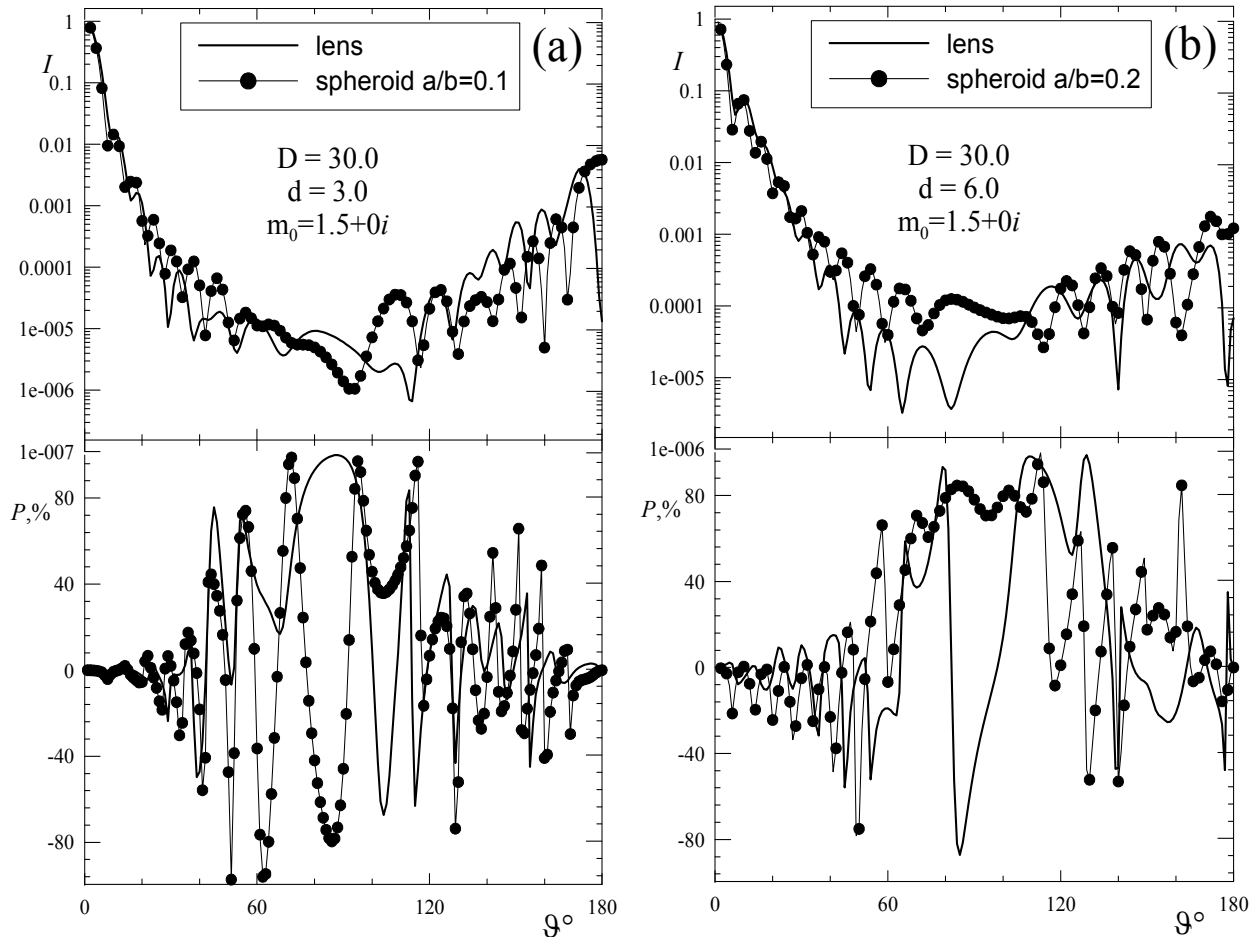 1
I
0.1
0.01
0.001
0.0001
1e-005
1e-006
1e-007
lens
spheroid a/b=0.1
(a)
D = 30.0
d = 3.0
m₀=1.5+0i
P,%
80
40
0
-40
-80
0
60
120
180
ϑ°
1
I
0.1
0.01
0.001
0.0001
1e-005
1e-006
lens
spheroid a/b=0.2
(b)
D = 30.0
d = 6.0
m₀=1.5+0i
P,%
80
40
0
-40
-80
0
60
120
180
ϑ°